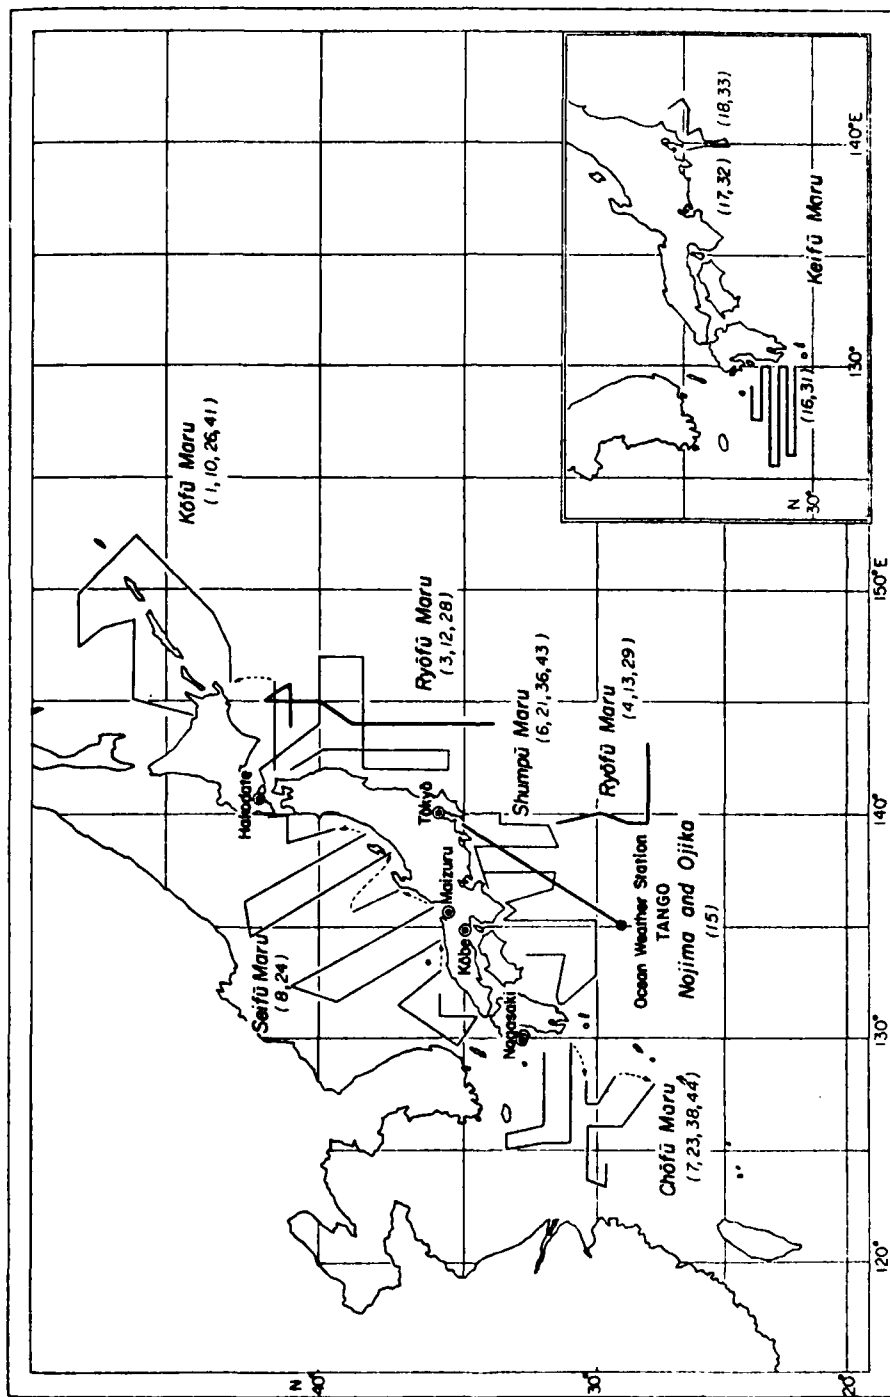 Kōfū Maru
(1, 10, 26, 41)
Ryōfū Maru
(3, 12, 28)
Shumpū Maru
(6, 21, 36, 43)
Ryōfū Maru
(4, 13, 29)
Ocean Weather Station
TANGO
Nojima and Ojika
(15)
Seifū Maru
(8, 24)
Chōfū Maru
(7, 23, 38, 44)
Hakodate
Tōkyō
Maizuru
Kōbe
Nagasaki
N
40°
30°
20°
120°
130°
140°
150°E
(18,33)
(17,32)
Keifū Maru
(16,31)
N
30°
130°
140°E